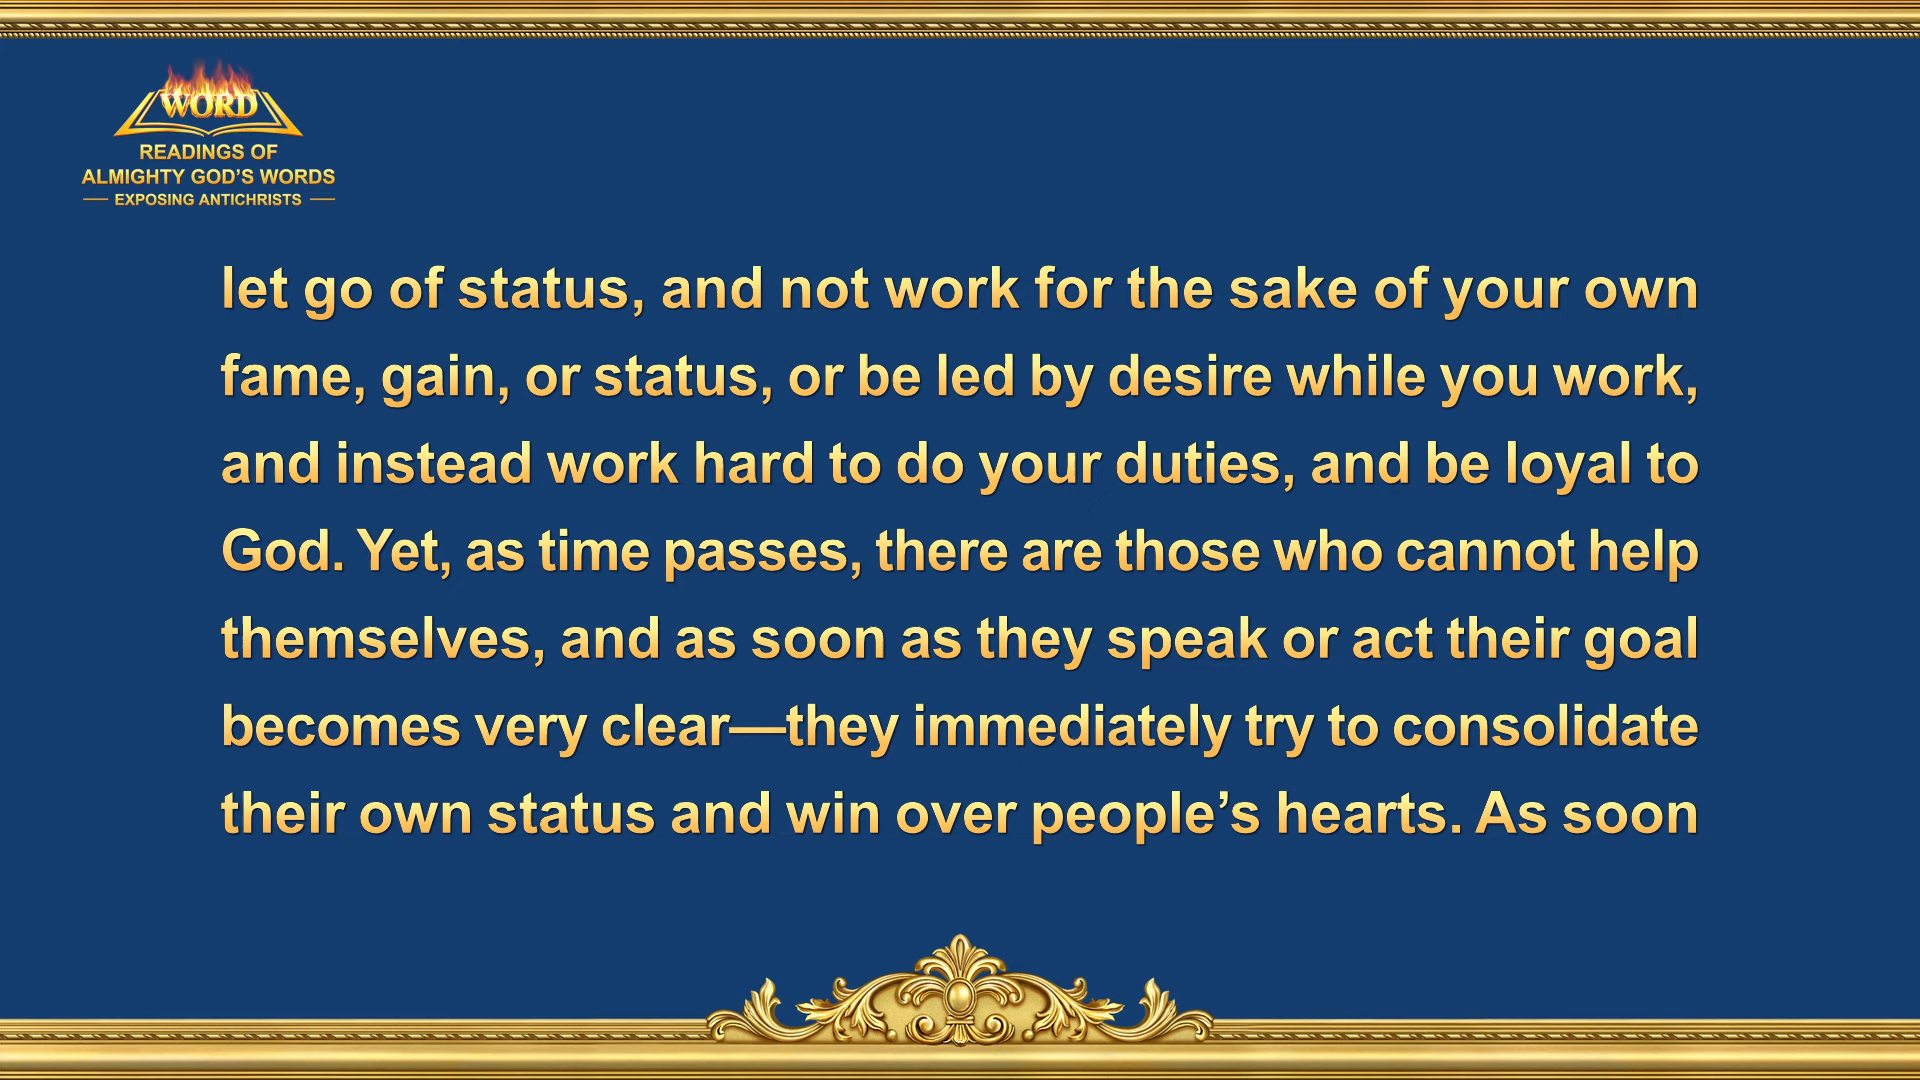 WORD
READINGS OF
ALMIGHTY GOD'S WORDS
EXPOSING ANTICHRISTS
let go of status, and not work for the sake of your own
fame, gain, or status, or be led by desire while you work,
and instead work hard to do your duties, and be loyal to
God. Yet, as time passes, there are those who cannot help
themselves, and as soon as they speak or act their goal
becomes very clear—they immediately try to consolidate
their own status and win over people’s hearts. As soon